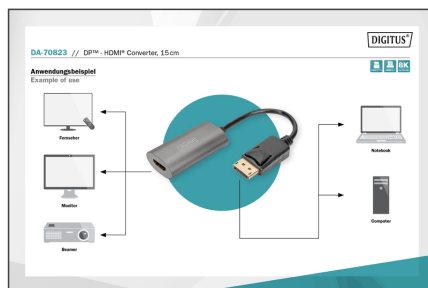 DIGITUS®
DA-70823 // DP™ - HDMI® Converter, 15 cm
8K
Anwendungsbeispiel
Example of use
Fernseher
Monitor
Beamer
Notebook
Computer